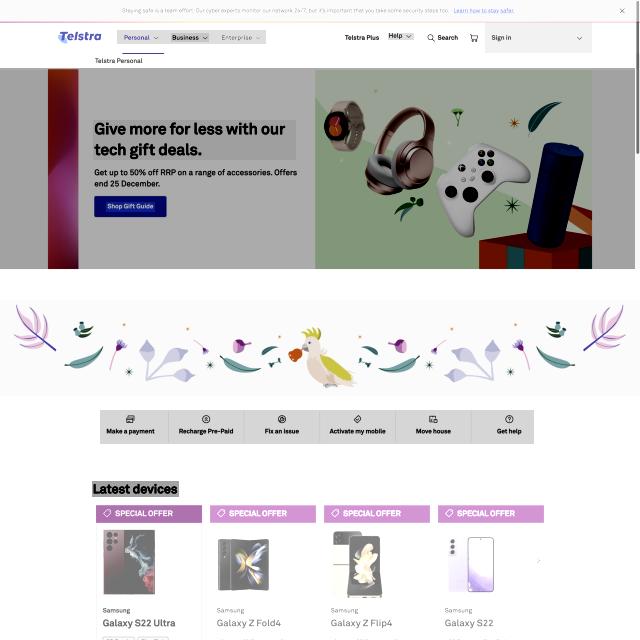 Staying safe is a team effort. Our cyber experts monitor our network 24/7, but it's important that you take some security steps too. Learn how to stay safer.
Telstra
Personal
Business
Enterprise
Telstra Plus
Help
Search
Sign in
Telstra Personal
Give more for less with our
tech gift deals.
Get up to 50% off RRP on a range of accessories. Offers
end 25 December.
Shop Gift Guide
Make a payment
Recharge Pre-Paid
Fix an issue
Activate my mobile
Move house
Get help
Latest devices
SPECIAL OFFER
SPECIAL OFFER
SPECIAL OFFER
SPECIAL OFFER
Samsung
Galaxy S22 Ultra
Samsung
Galaxy Z Fold4
Samsung
Galaxy Z Flip4
Samsung
Galaxy S22